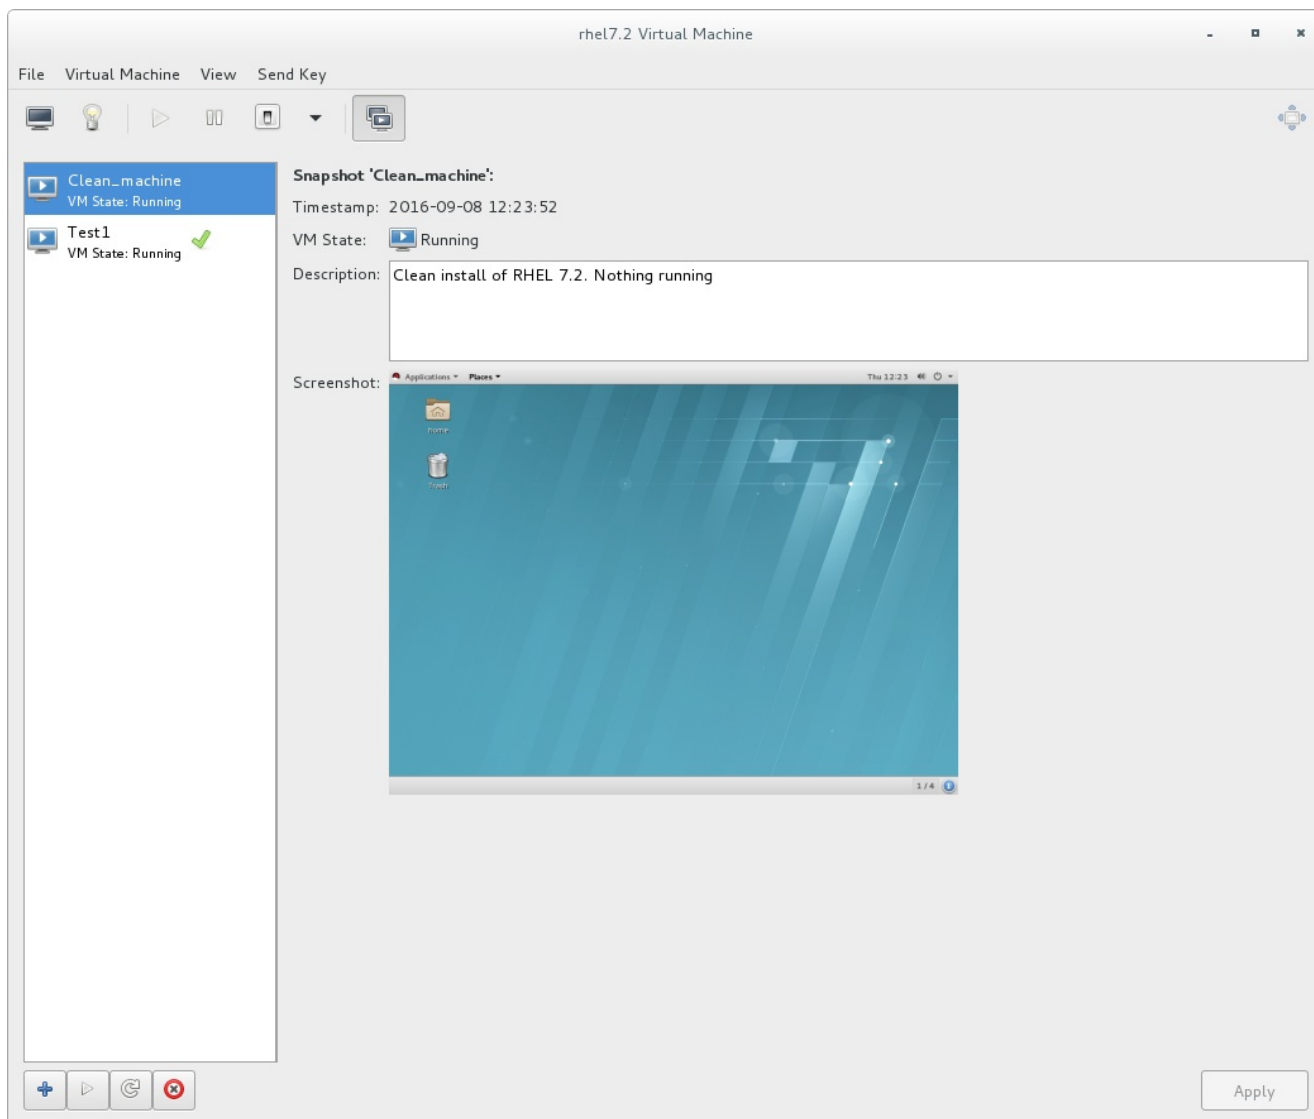 rhel7.2 Virtual Machine
File Virtual Machine View Send Key
Clean_machine
VM State: Running
Test1
VM State: Running
Snapshot 'Clean_machine':
Timestamp: 2016-09-08 12:23:52
VM State: Running
Description: Clean install of RHEL 7.2. Nothing running
Screenshot:
Applications Places Thu 12:23
home
Trash
1 / 4
Apply